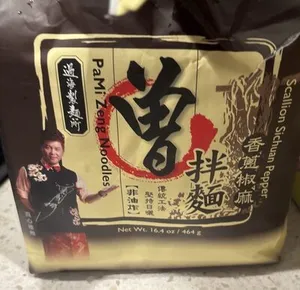 過海製麵所
PaMi Zeng Noodles
曾
拌麵
香蔥椒麻
Scallion Sichuan Pepper
【非油炸】
傳統工法
堅持日曬
Net Wt. 16.4 oz / 464 g